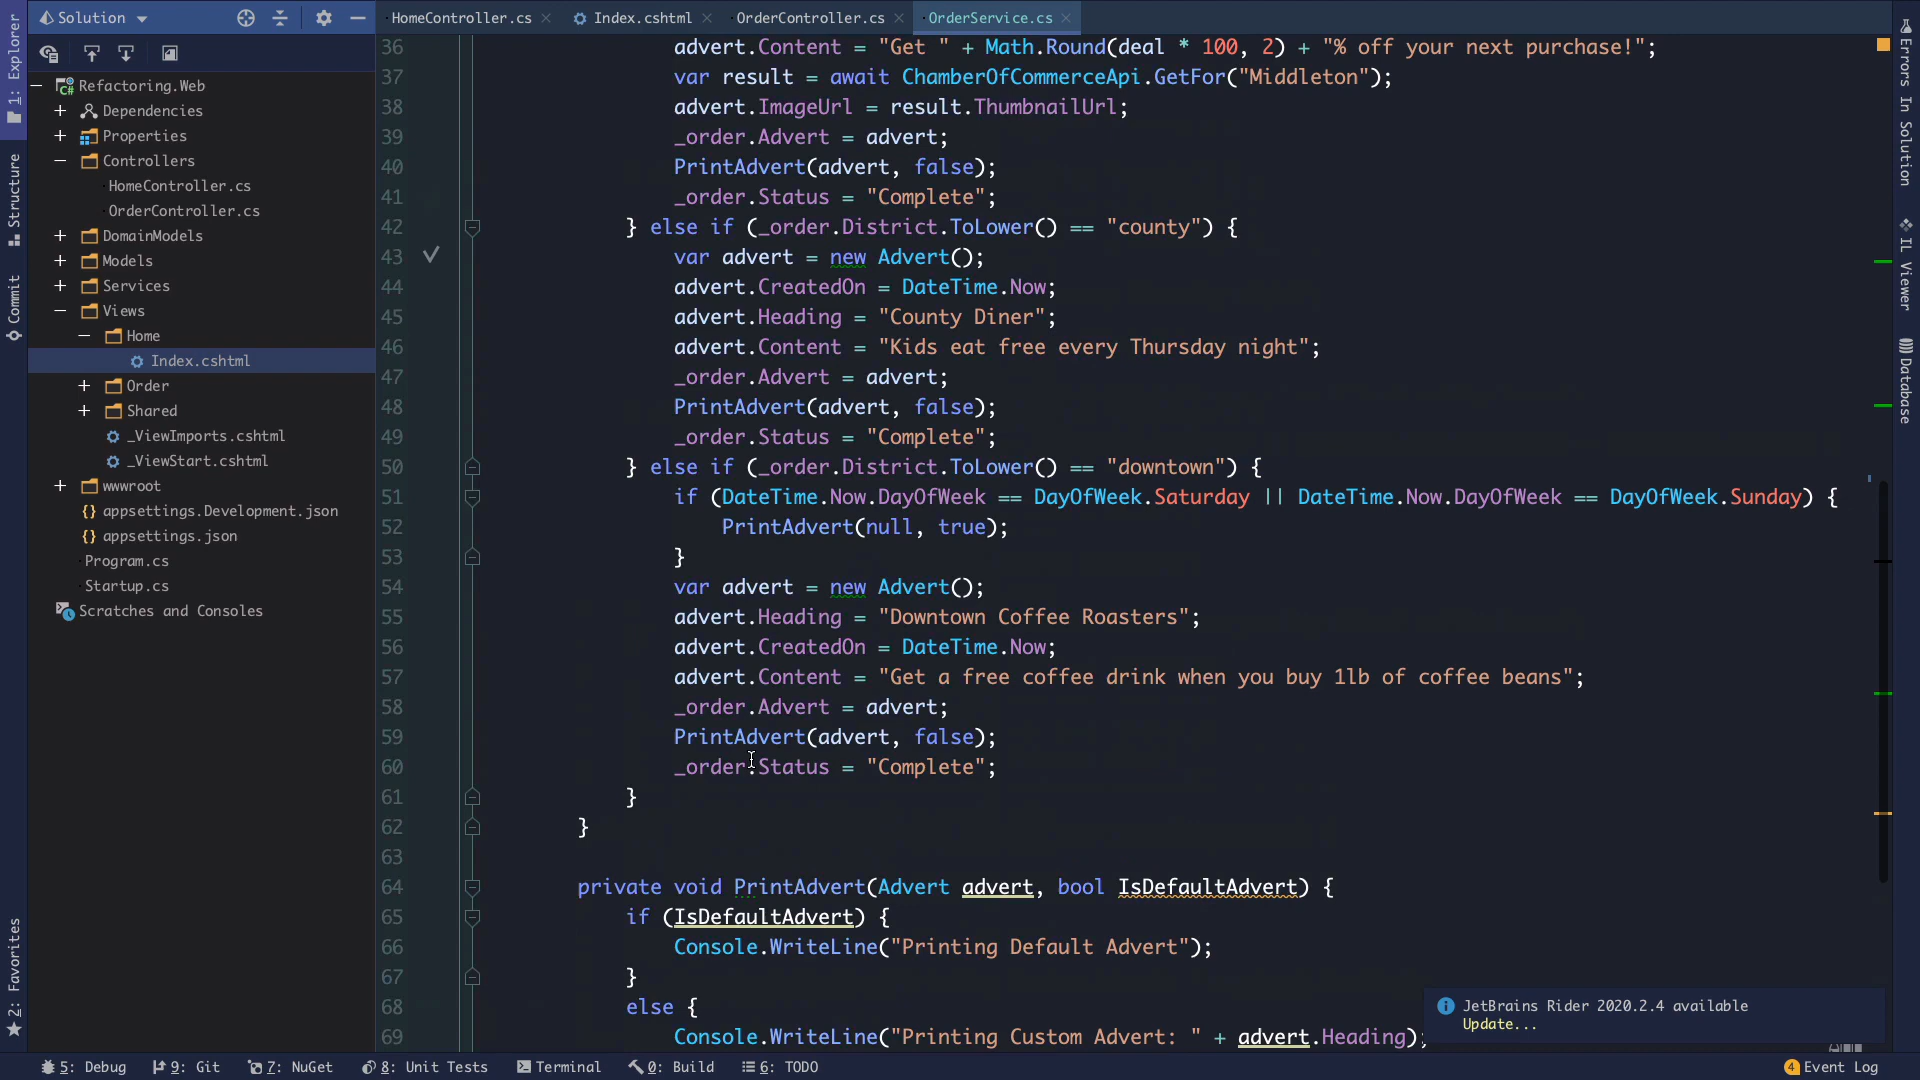 Solution
HomeController.cs
Index.cshtml
OrderController.cs
OrderService.cs
1: Explorer
Structure
Commit
2: Favorites
Refactoring.Web
Dependencies
Properties
Controllers
HomeController.cs
OrderController.cs
DomainModels
Models
Services
Views
Home
Index.cshtml
Order
Shared
_ViewImports.cshtml
_ViewStart.cshtml
wwwroot
appsettings.Development.json
appsettings.json
Program.cs
Startup.cs
Scratches and Consoles
36 advert.Content = "Get " + Math.Round(deal * 100, 2) + "% off your next purchase!";
37 var result = await ChamberOfCommerceApi.GetFor("Middleton");
38 advert.ImageUrl = result.ThumbnailUrl;
39 _order.Advert = advert;
40 PrintAdvert(advert, false);
41 _order.Status = "Complete";
42 } else if (_order.District.ToLower() == "county") {
43 var advert = new Advert();
44 advert.CreatedOn = DateTime.Now;
45 advert.Heading = "County Diner";
46 advert.Content = "Kids eat free every Thursday night";
47 _order.Advert = advert;
48 PrintAdvert(advert, false);
49 _order.Status = "Complete";
50 } else if (_order.District.ToLower() == "downtown") {
51 if (DateTime.Now.DayOfWeek == DayOfWeek.Saturday || DateTime.Now.DayOfWeek == DayOfWeek.Sunday) {
52 PrintAdvert(null, true);
53 }
54 var advert = new Advert();
55 advert.Heading = "Downtown Coffee Roasters";
56 advert.CreatedOn = DateTime.Now;
57 advert.Content = "Get a free coffee drink when you buy 1lb of coffee beans";
58 _order.Advert = advert;
59 PrintAdvert(advert, false);
60 _order.Status = "Complete";
61 }
62 }
63
64 private void PrintAdvert(Advert advert, bool IsDefaultAdvert) {
65 if (IsDefaultAdvert) {
66 Console.WriteLine("Printing Default Advert");
67 }
68 else {
69 Console.WriteLine("Printing Custom Advert: " + advert.Heading);
Errors In Solution
IL Viewer
Database
JetBrains Rider 2020.2.4 available
Update...
5: Debug
9: Git
7: NuGet
8: Unit Tests
Terminal
0: Build
6: TODO
4 Event Log